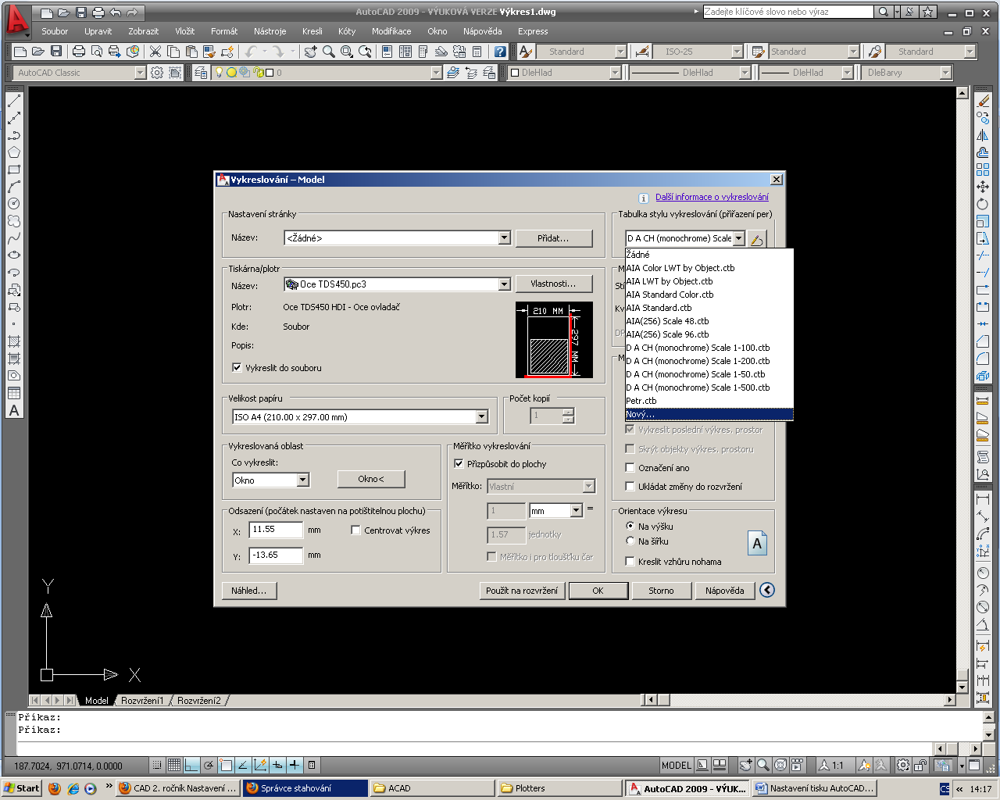 AutoCAD 2009 - VÝUKOVÁ VERZE Výkres1.dwg
Zadejte klíčové slovo nebo výraz
Soubor Upravit Zobrazit Vložit Formát Nástroje Kresli Kóty Modifikace Okno Nápověda Express
Standard ISO-25 Standard Standard
AutoCAD Classic 0 DleHlad DleHlad DleHlad DleBarvy
Vykreslování – Model
Další informace o vykreslování
Nastavení stránky
Název: <Žádné> Přidat...
Tabulka stylu vykreslování (přiřazení per)
D A CH (monochrome) Scale
Žádné
AIA Color LWT by Object.ctb
AIA LWT by Object.ctb
AIA Standard Color.ctb
AIA Standard.ctb
AIA(256) Scale 48.ctb
AIA(256) Scale 96.ctb
D A CH (monochrome) Scale 1-100.ctb
D A CH (monochrome) Scale 1-200.ctb
D A CH (monochrome) Scale 1-50.ctb
D A CH (monochrome) Scale 1-500.ctb
Petr.ctb
Nový...
Tiskárna/plotr
Název: Oce TDS450.pc3 Vlastnosti...
Plotr: Oce TDS450 HDI - Oce ovladač
Kde: Soubor
Popis:
Vykreslit do souboru
210 MM
297 MM
Velikost papíru
ISO A4 (210.00 x 297.00 mm)
Počet kopií
1
Vykreslovaná oblast
Co vykreslit:
Okno Okno<
Měřítko vykreslování
Přizpůsobit do plochy
Měřítko: Vlastní
1 mm =
1.57 jednotky
Měřítko i pro tloušťku čar
Odsazení (počátek nastaven na potištitelnou plochu)
X: 11.55 mm Centrovat výkres
Y: -13.65 mm
Vykreslit poslední výkres. prostor
Skrýt objekty výkres. prostoru
Označení ano
Ukládat změny do rozvržení
Orientace výkresu
Na výšku
Na šířku
Kreslit vzhůru nohama
A
Náhled... Použít na rozvržení OK Storno Nápověda
Y
X
Model Rozvržení1 Rozvržení2
Příkaz:
Příkaz:
187.7024, 971.0714, 0.0000 MODEL 1:1
Start CAD 2. ročník Nastavení ... Správce stahování ACAD Plotters AutoCAD 2009 - VÝUK... Nastavení tisku AutoCAD... CS 14:17